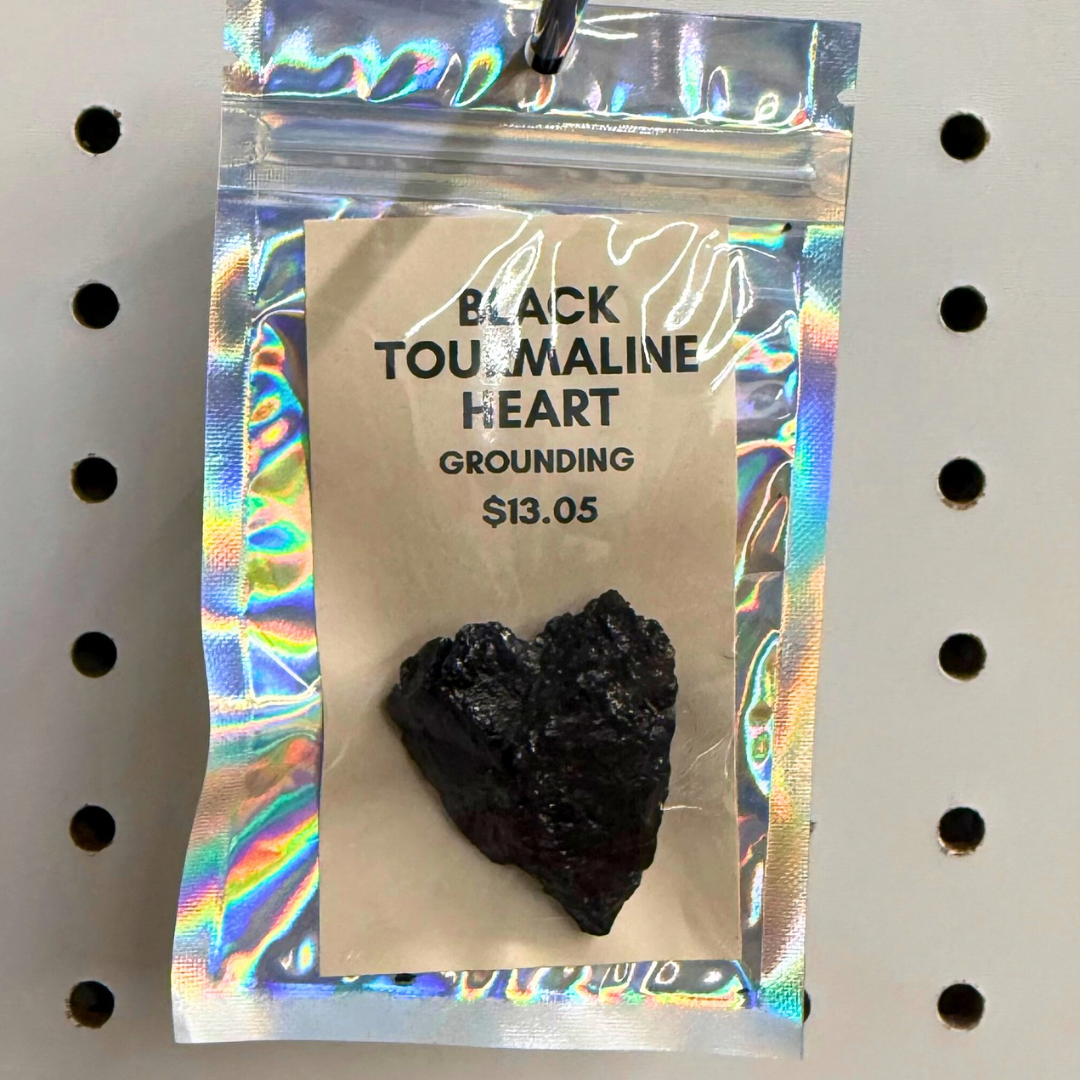 BLACK
TOURMALINE
HEART
GROUNDING
$13.05